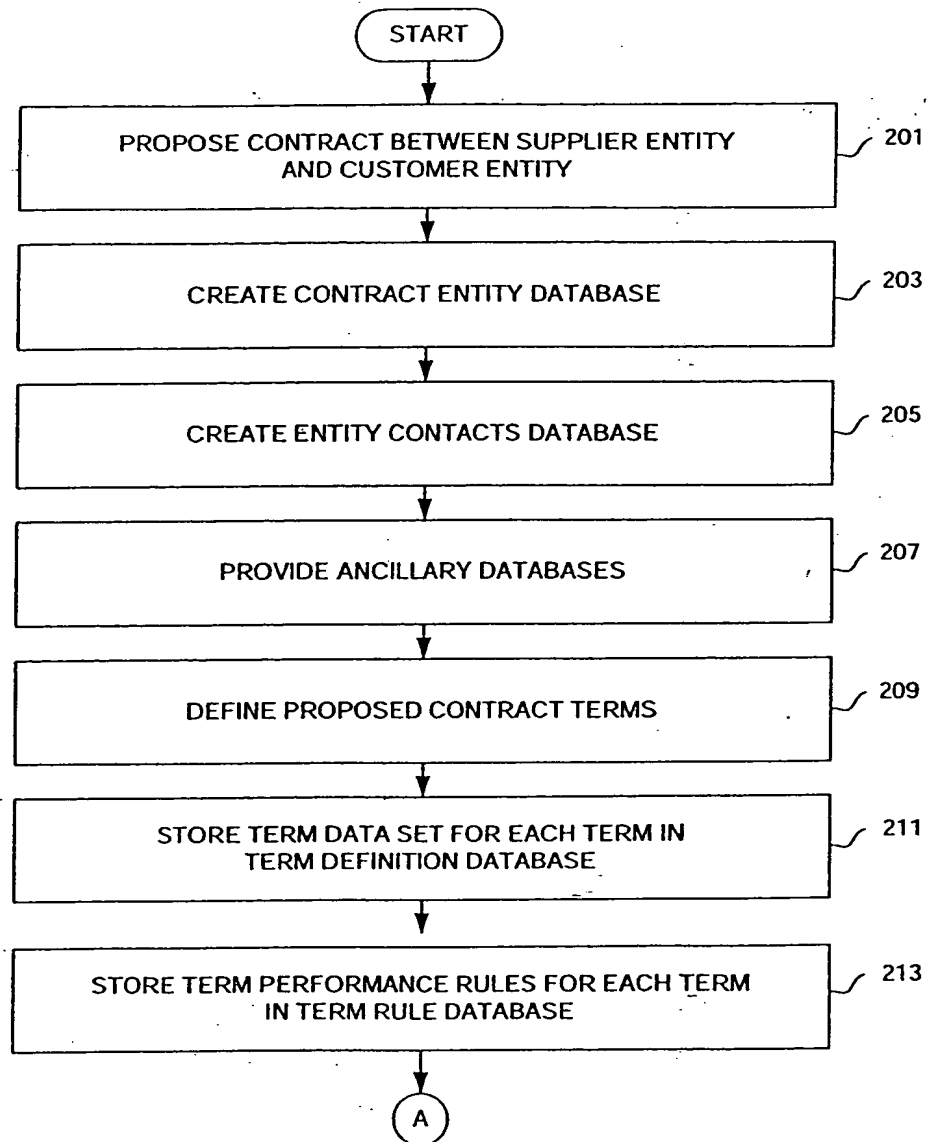 START
PROPOSE CONTRACT BETWEEN SUPPLIER ENTITY
AND CUSTOMER ENTITY
201
CREATE CONTRACT ENTITY DATABASE
203
CREATE ENTITY CONTACTS DATABASE
205
PROVIDE ANCILLARY DATABASES
207
DEFINE PROPOSED CONTRACT TERMS
209
STORE TERM DATA SET FOR EACH TERM IN
TERM DEFINITION DATABASE
211
STORE TERM PERFORMANCE RULES FOR EACH TERM
IN TERM RULE DATABASE
213
A